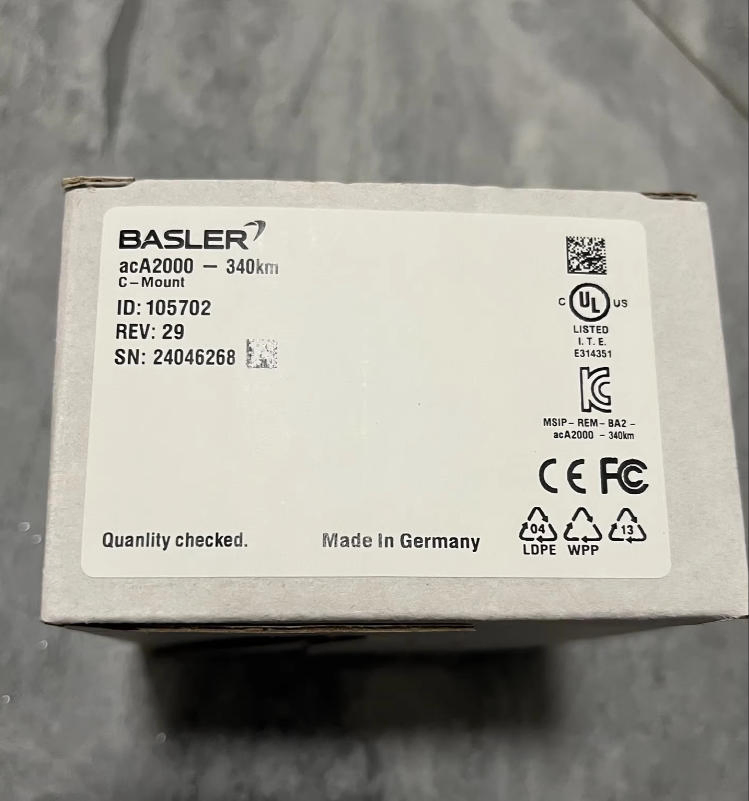 BASLER
acA2000 – 340km
C–Mount
ID: 105702
REV: 29
SN: 24046268
C UL US
LISTED
I. T. E.
E314351
MSIP– REM– BA2 –
acA2000 – 340km
CE FC
04 13
LDPE WPP
Quanlity checked.
Made In Germany